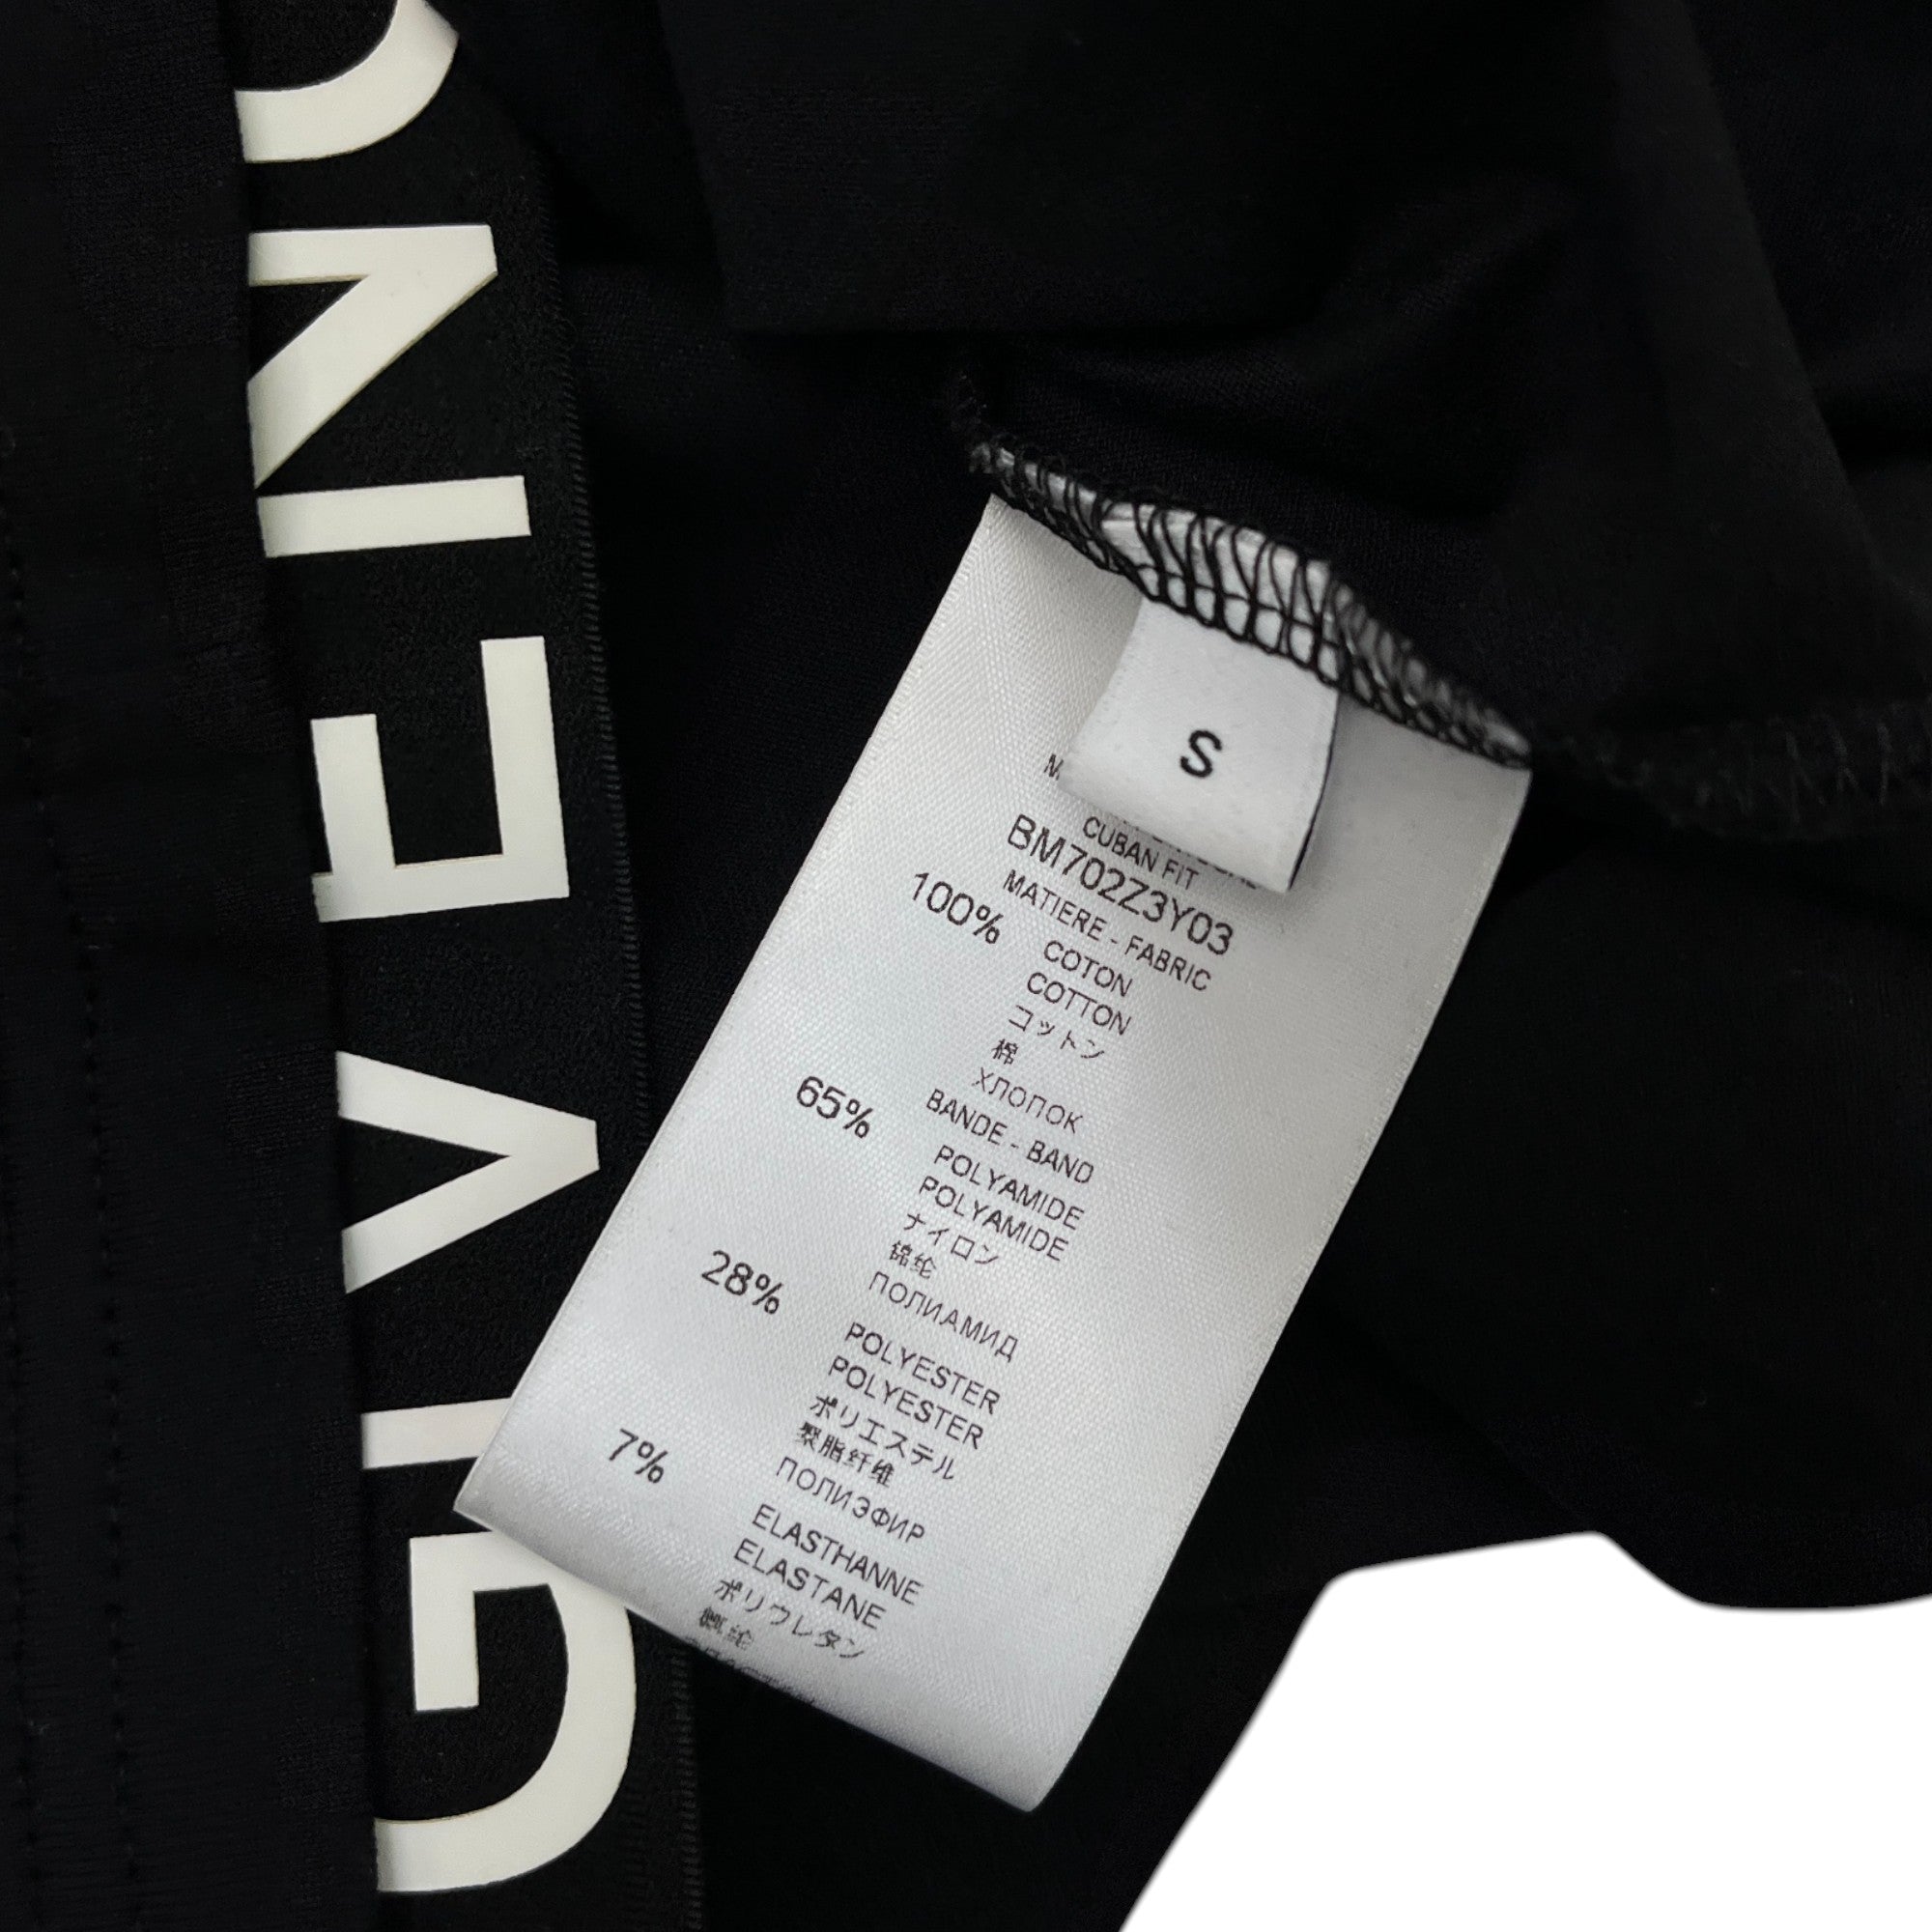 GIVENC
S
CUBAN FIT
BM702Z3Y03
MATIERE - FABRIC
100% COTON
COTTON
コットン
棉
ХЛОПОК
BANDE - BAND
65% POLYAMIDE
POLYAMIDE
ナイロン
锦纶
ПОЛИАМИД
28% POLYESTER
POLYESTER
ポリエステル
聚脂纤维
ПОЛИЭФИР
7% ELASTHANNE
ELASTANE
ポリウレタン